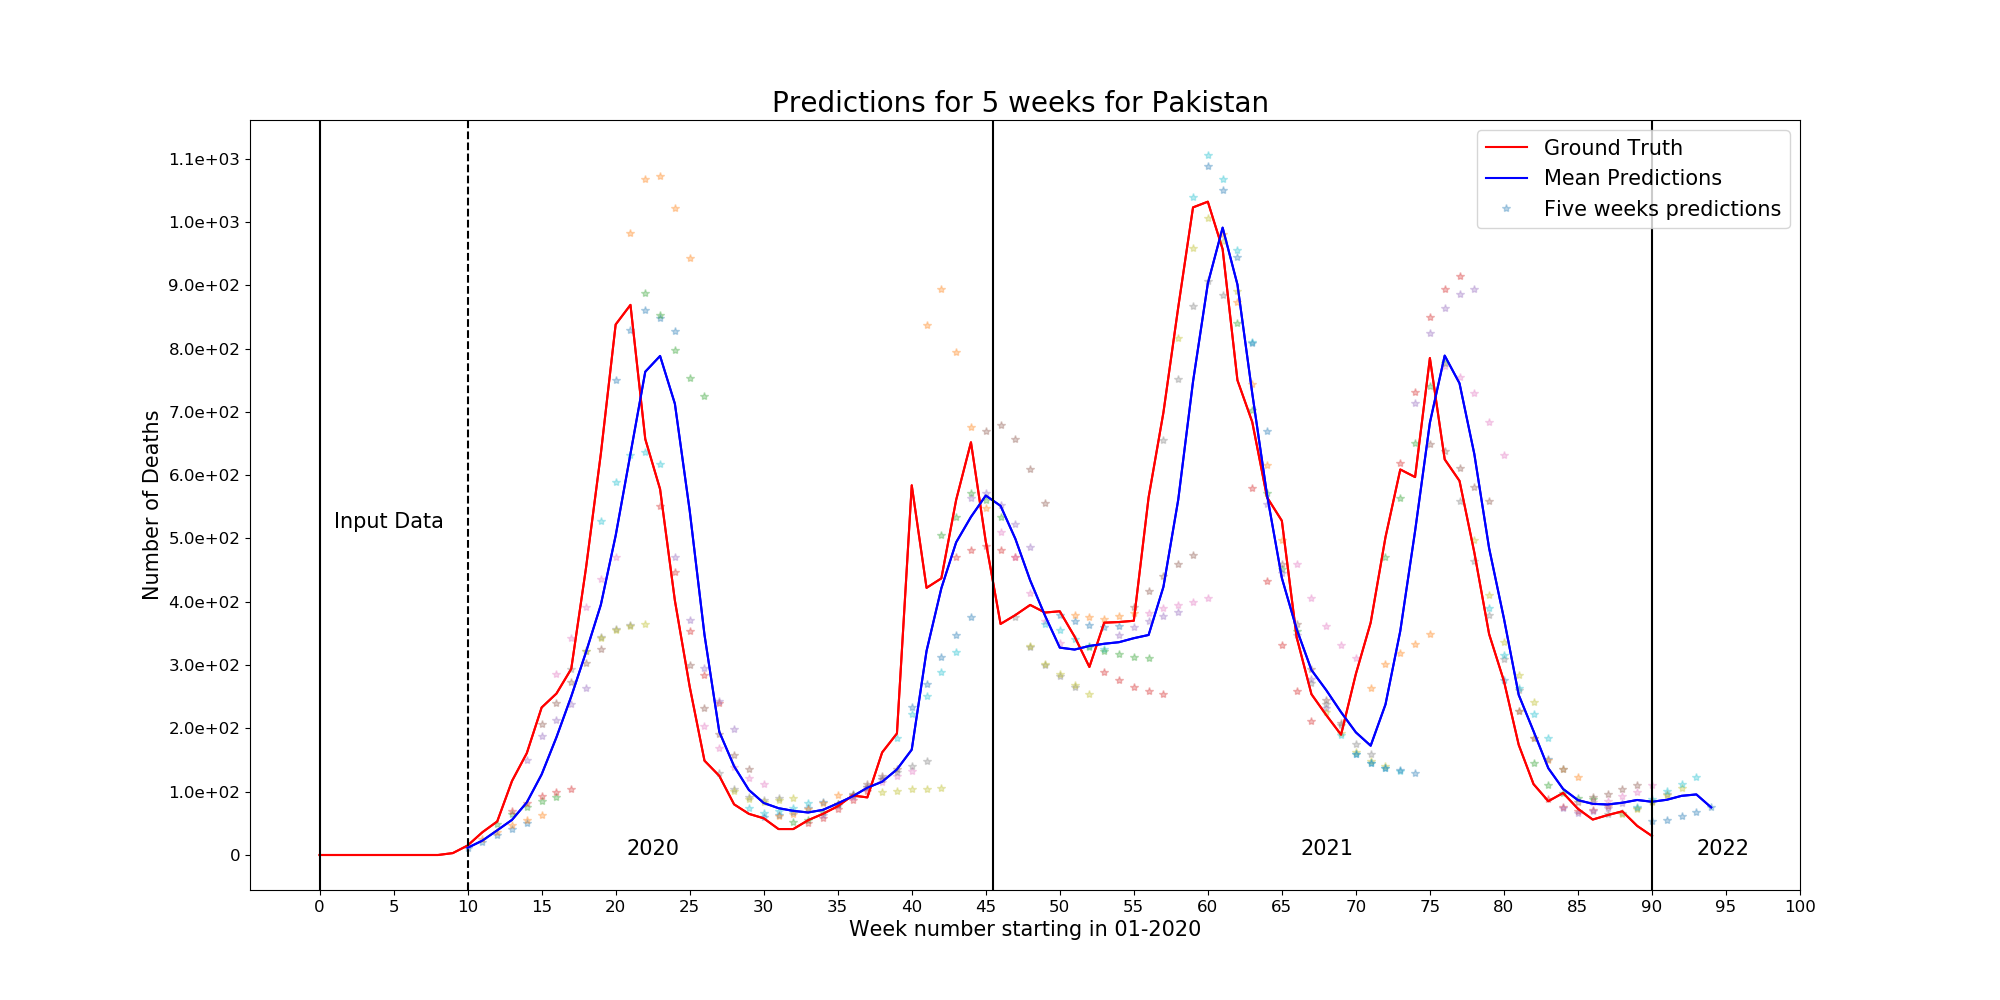 Predictions for 5 weeks for Pakistan
Ground Truth
Mean Predictions
Five weeks predictions
Number of Deaths
1.1e+03
1.0e+03
9.0e+02
8.0e+02
7.0e+02
6.0e+02
5.0e+02
4.0e+02
3.0e+02
2.0e+02
1.0e+02
0
Input Data
2020 2021 2022
0 5 10 15 20 25 30 35 40 45 50 55 60 65 70 75 80 85 90 95 100
Week number starting in 01-2020